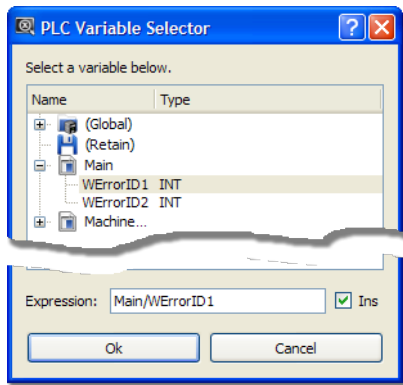 PLC Variable Selector
Select a variable below.
Name Type
(Global)
(Retain)
Main
WErrorID1 INT
WErrorID2 INT
Machine...
Expression: Main/WErrorID1 Ins
Ok Cancel